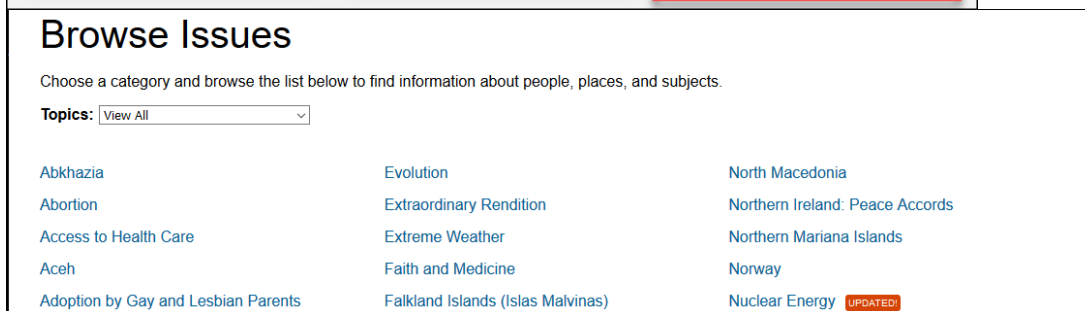 Browse Issues
Choose a category and browse the list below to find information about people, places, and subjects.
Topics: View All
Abkhazia
Abortion
Access to Health Care
Aceh
Adoption by Gay and Lesbian Parents
Evolution
Extraordinary Rendition
Extreme Weather
Faith and Medicine
Falkland Islands (Islas Malvinas)
North Macedonia
Northern Ireland: Peace Accords
Northern Mariana Islands
Norway
Nuclear Energy UPDATED!